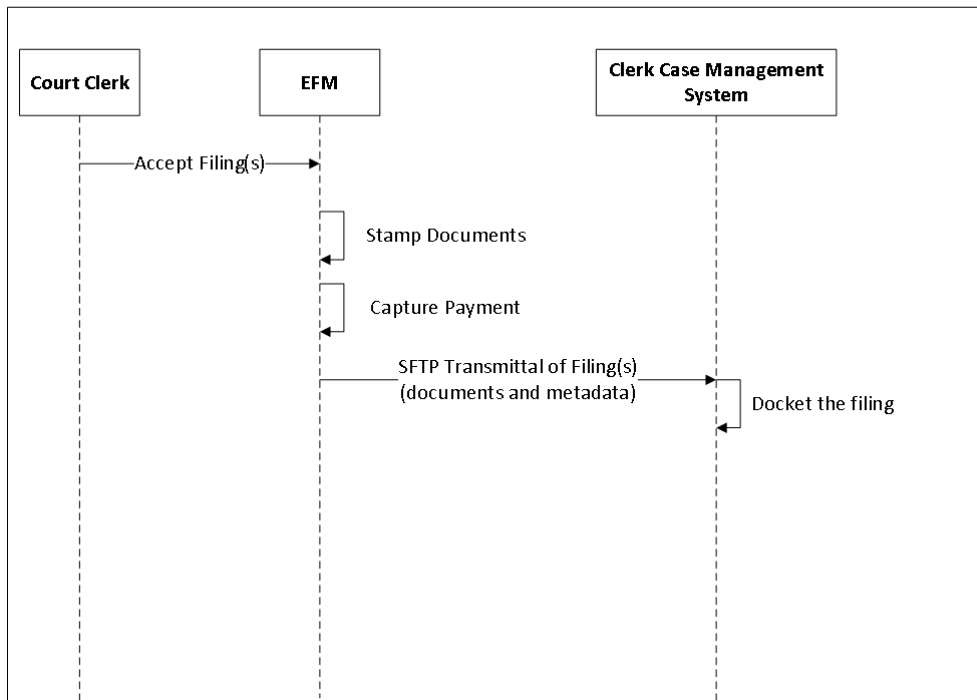 Court Clerk
EFM
Clerk Case Management
System
Accept Filing(s)
Stamp Documents
Capture Payment
SFTP Transmittal of Filing(s)
(documents and metadata)
Docket the filing